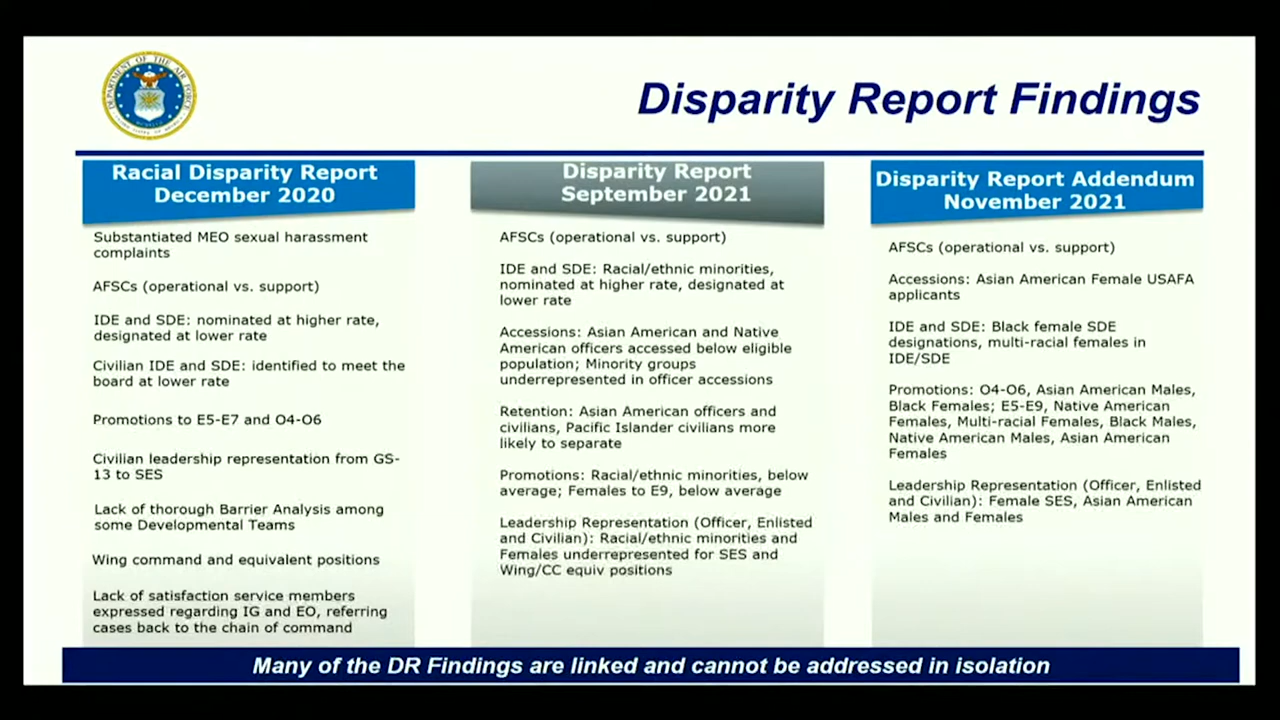 DEPARTMENT OF THE AIR FORCE
Disparity Report Findings
Racial Disparity Report
December 2020
Substantiated MEO sexual harassment
complaints
AFSCs (operational vs. support)
IDE and SDE: nominated at higher rate,
designated at lower rate
Civilian IDE and SDE: identified to meet the
board at lower rate
Promotions to E5-E7 and O4-O6
Civilian leadership representation from GS-
13 to SES
Lack of thorough Barrier Analysis among
some Developmental Teams
Wing command and equivalent positions
Lack of satisfaction service members
expressed regarding IG and EO, referring
cases back to the chain of command
Disparity Report
September 2021
AFSCs (operational vs. support)
IDE and SDE: Racial/ethnic minorities,
nominated at higher rate, designated at
lower rate
Accessions: Asian American and Native
American officers accessed below eligible
population; Minority groups
underrepresented in officer accessions
Retention: Asian American officers and
civilians, Pacific Islander civilians more
likely to separate
Promotions: Racial/ethnic minorities, below
average; Females to E9, below average
Leadership Representation (Officer, Enlisted
and Civilian): Racial/ethnic minorities and
Females underrepresented for SES and
Wing/CC equiv positions
Disparity Report Addendum
November 2021
AFSCs (operational vs. support)
Accessions: Asian American Female USAFA
applicants
IDE and SDE: Black female SDE
designations, multi-racial females in
IDE/SDE
Promotions: O4-O6, Asian American Males,
Black Females; E5-E9, Native American
Females, Multi-racial Females, Black Males,
Native American Males, Asian American
Females
Leadership Representation (Officer, Enlisted
and Civilian): Female SES, Asian American
Males and Females
Many of the DR Findings are linked and cannot be addressed in isolation